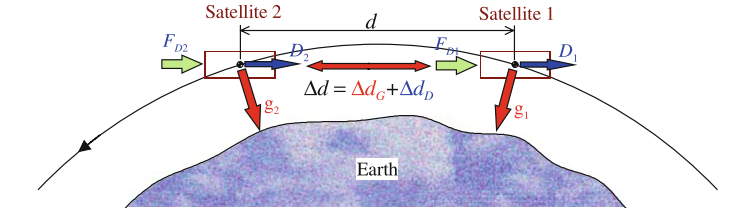 Satellite 2
d
Satellite 1
F_D2
D_2
F_D1
D_1
Δd = Δd_G+Δd_D
g_2
g_1
Earth